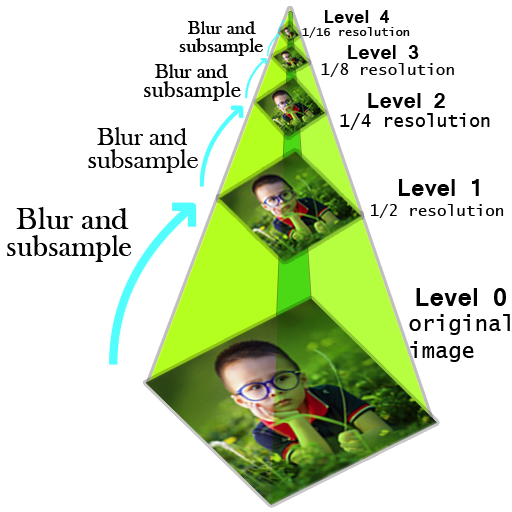 Level 4
1/16 resolution
Blur and
subsample
Level 3
1/8 resolution
Blur and
subsample
Level 2
1/4 resolution
Blur and
subsample
Level 1
1/2 resolution
Blur and
subsample
Level 0
original
image